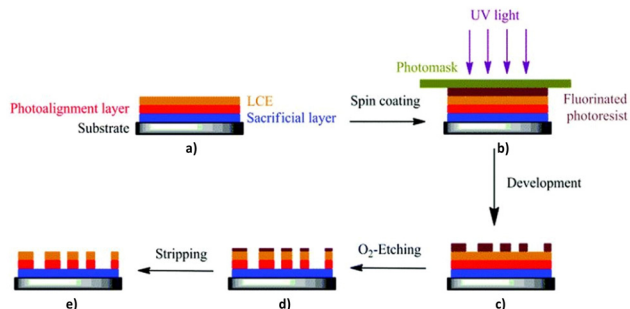 UV light
Photomask
LCE
Photoalignment layer
Sacrificial layer
Substrate
a)
Spin coating
Fluorinated
photoresist
b)
Development
c)
O₂-Etching
d)
Stripping
e)